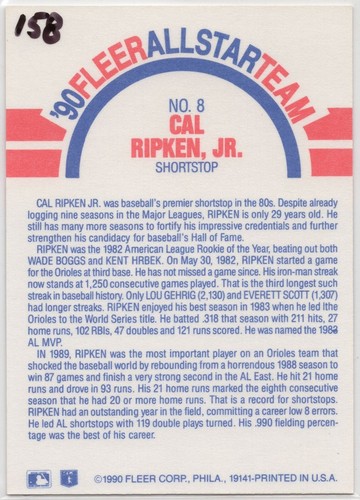 158
'90 FLEER ALL STAR TEAM
NO. 8
CAL
RIPKEN, JR.
SHORTSTOP
CAL RIPKEN JR. was baseball's premier shortstop in the 80s. Despite already
logging nine seasons in the Major Leagues, RIPKEN is only 29 years old. He
still has many more seasons to fortify his impressive credentials and further
strengthen his candidacy for baseball's Hall of Fame.
RIPKEN was the 1982 American League Rookie of the Year, beating out both
WADE BOGGS and KENT HRBEK. On May 30, 1982, RIPKEN started a game
for the Orioles at third base. He has not missed a game since. His iron-man streak
now stands at 1,250 consecutive games played. That is the third longest such
streak in baseball history. Only LOU GEHRIG (2,130) and EVERETT SCOTT (1,307)
had longer streaks. RIPKEN enjoyed his best season in 1983 when he led the
Orioles to the World Series title. He batted .318 that season with 211 hits, 27
home runs, 102 RBIs, 47 doubles and 121 runs scored. He was named the 1983
AL MVP.
IN 1989, RIPKEN was the most important player on an Orioles team that
shocked the baseball world by rebounding from a horrendous 1988 season to
win 87 games and finish a very strong second in the AL East. He hit 21 home
runs and drove in 93 runs. His 21 home runs marked the eighth consecutive
season that he had 20 or more home runs. That is a record for shortstops.
RIPKEN had an outstanding year in the field, committing a career low 8 errors.
He led AL shortstops with 119 double plays turned. His .990 fielding percen-
tage was the best of his career.
©1990 FLEER CORP., PHILA., 19141-PRINTED IN U.S.A.